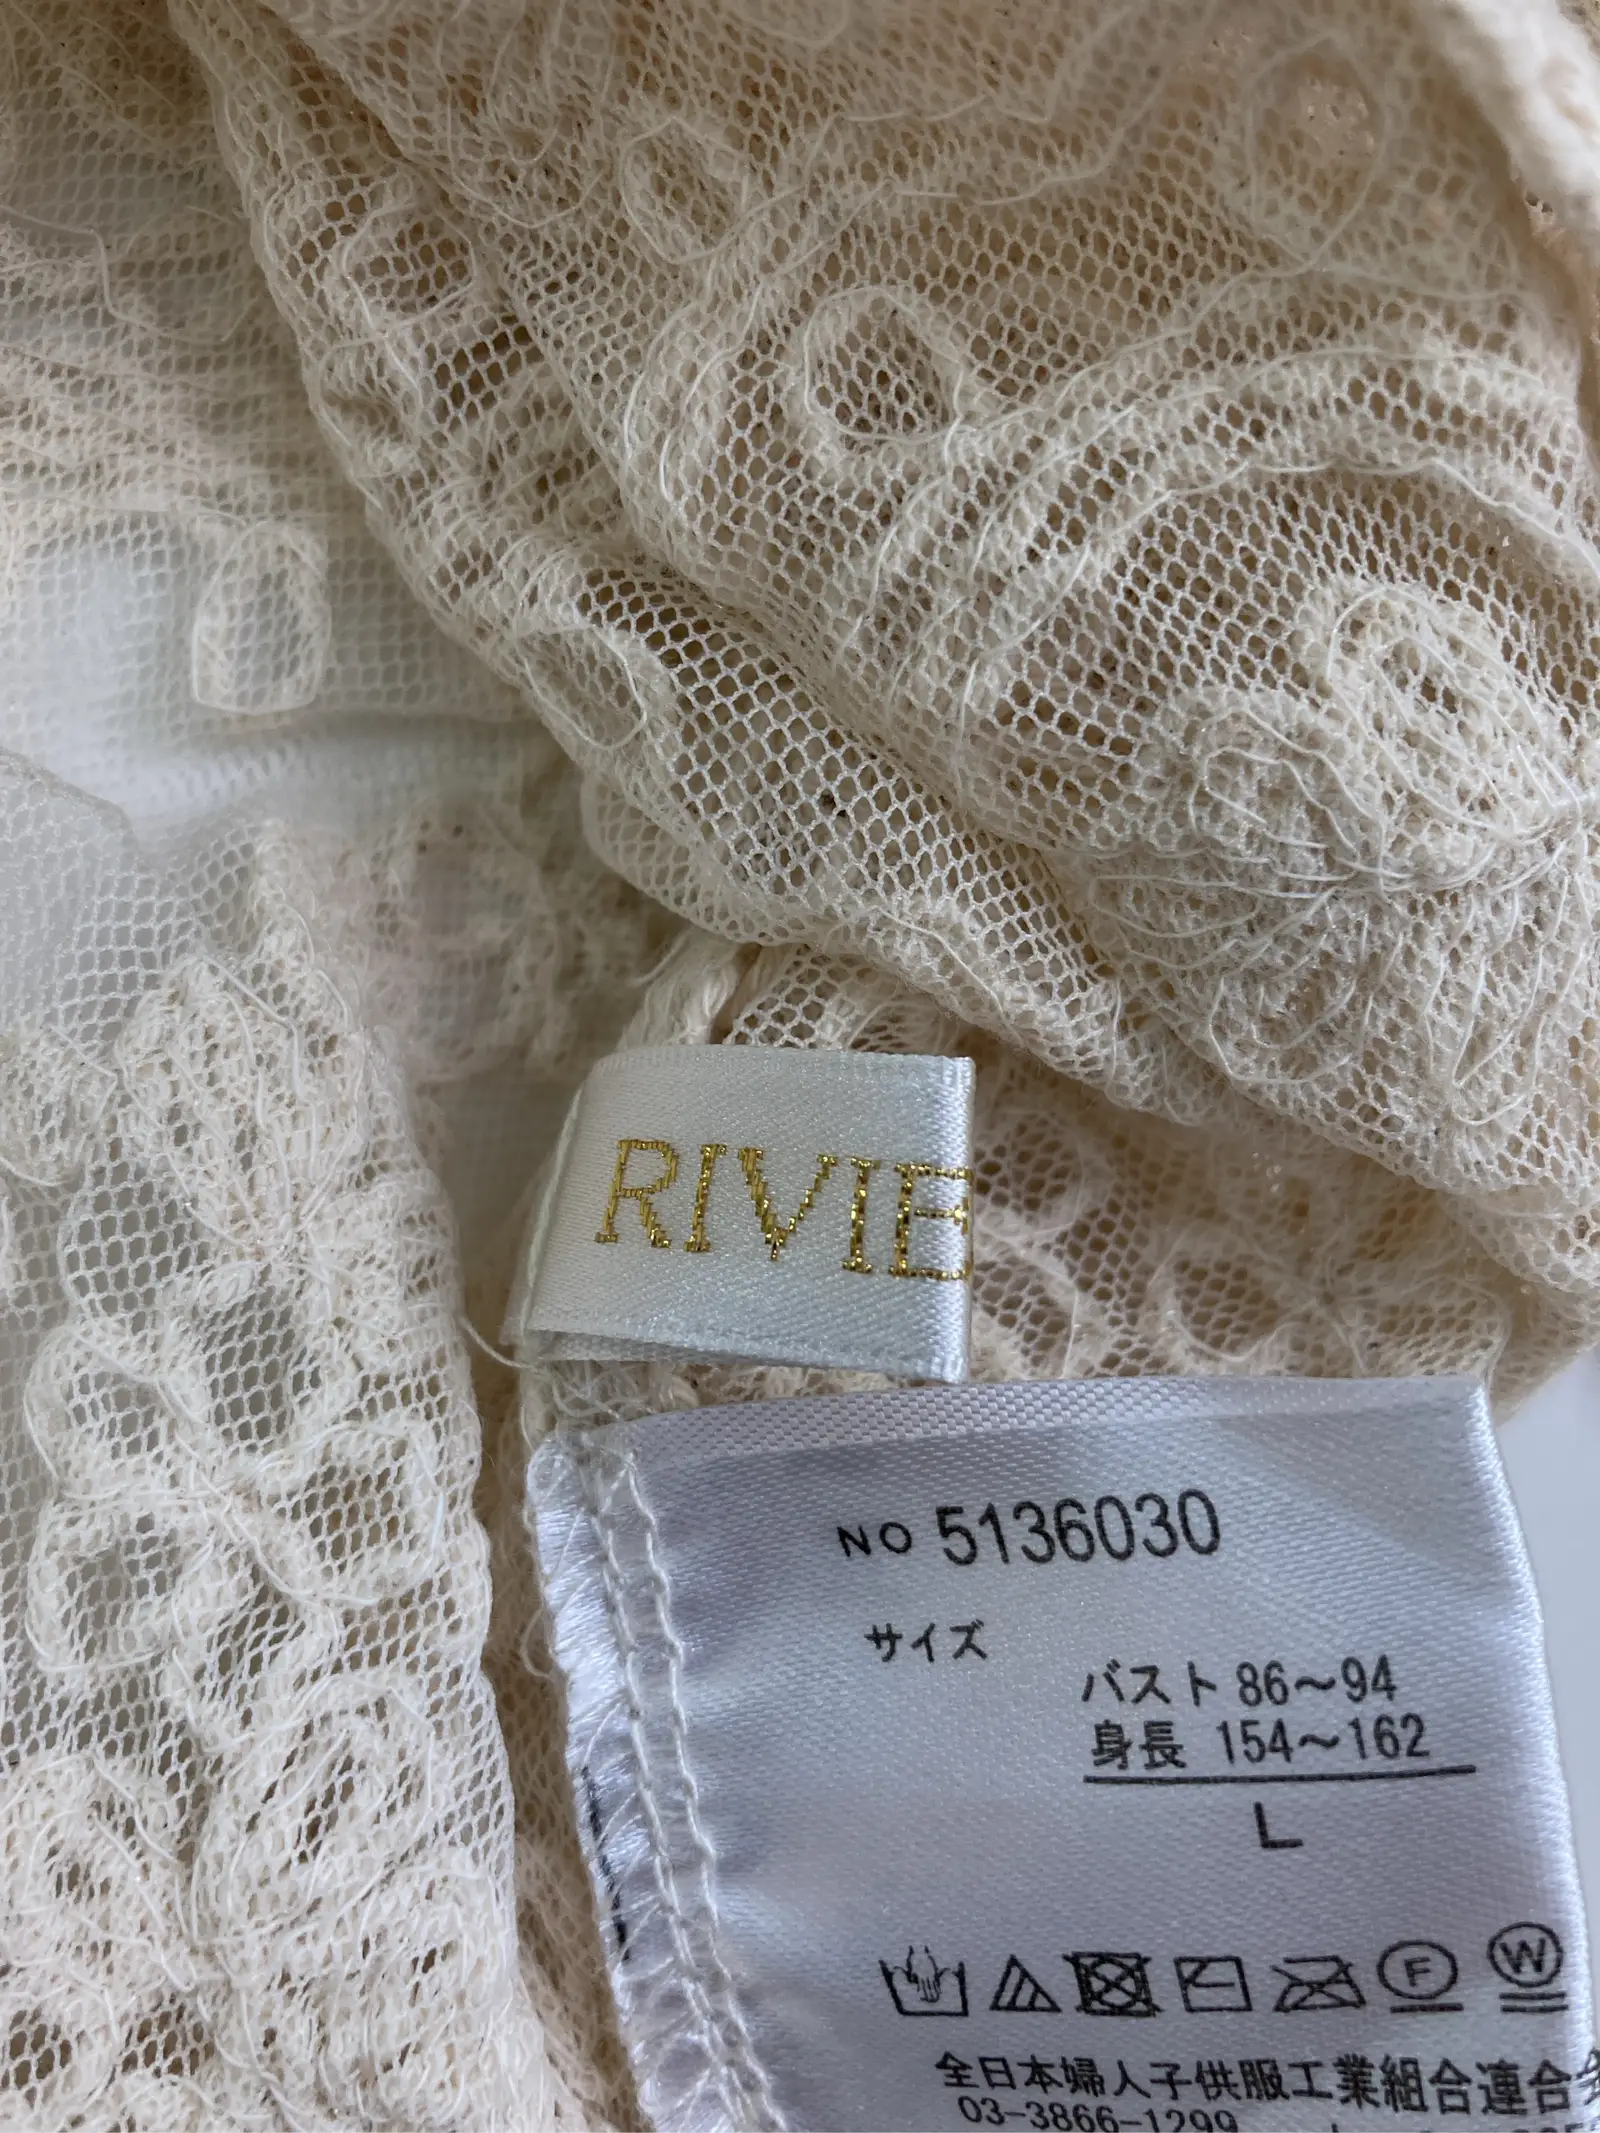 RIVIE
NO 5136030
サイズ
バスト 86～94
身長 154～162
L
F
W
全日本婦人子供服工業組合連合
03-3866-1299